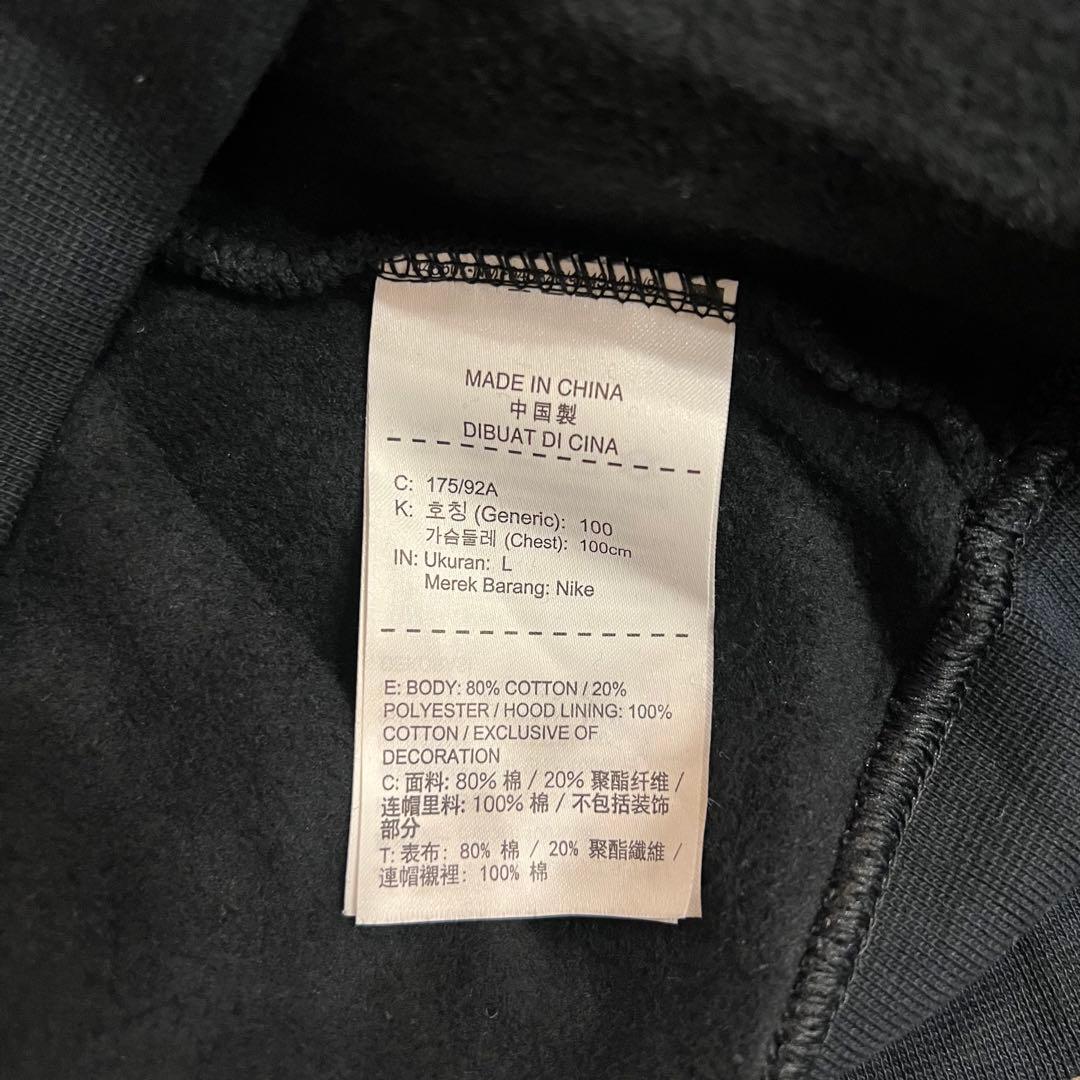 MADE IN CHINA
中国製
DIBUAT DI CINA
C: 175/92A
K: 호칭 (Generic): 100
가슴둘레 (Chest): 100cm
IN: Ukuran: L
Merek Barang: Nike
E: BODY: 80% COTTON / 20%
POLYESTER / HOOD LINING: 100%
COTTON / EXCLUSIVE OF
DECORATION
C: 面料: 80% 棉 / 20% 聚酯纤维 /
连帽里料: 100% 棉 / 不包括装饰
部分
T: 表布: 80% 棉 / 20% 聚酯纖維 /
連帽襯裡: 100% 棉